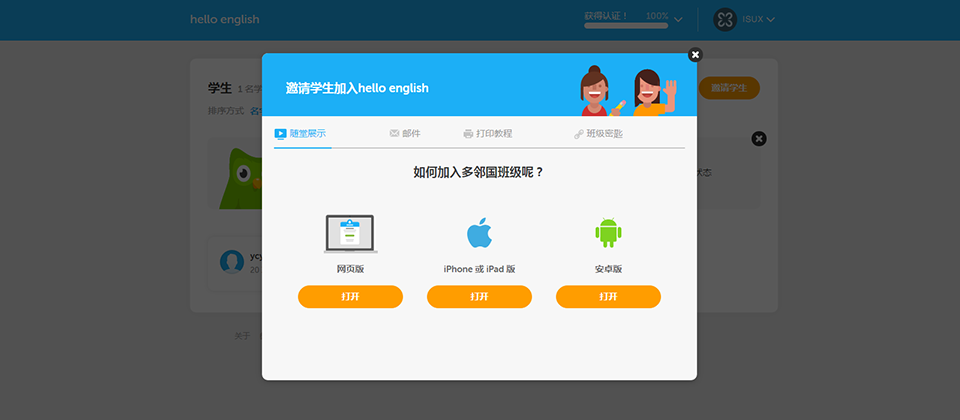 hello english
获得认证！ 100%
ISUX
学生 1 名学
邀请学生
排序方式 名
邀请学生加入hello english
随堂展示 邮件 打印教程 班级密匙
如何加入多邻国班级呢？
状态
网页版 iPhone 或 iPad 版 安卓版
打开 打开 打开
ycy
20
关于